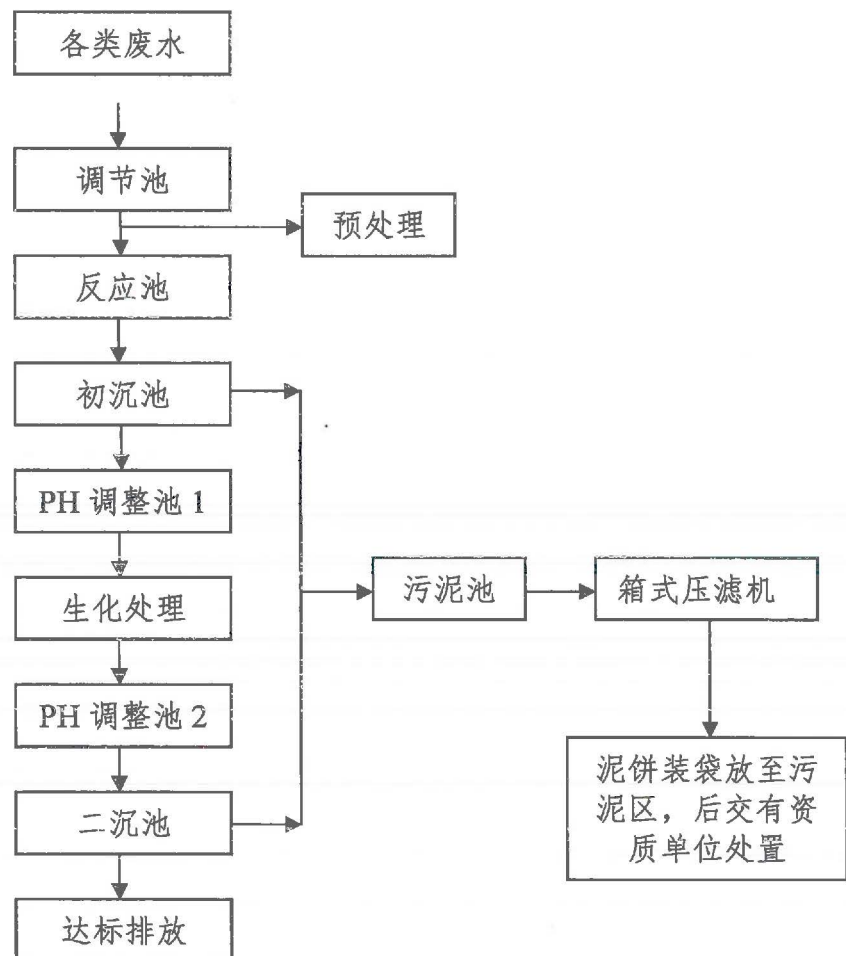 各类废水
调节池
预处理
反应池
初沉池
PH 调整池 1
生化处理
污泥池
箱式压滤机
PH 调整池 2
二沉池
泥饼装袋放至污
泥区，后交有资
质单位处置
达标排放